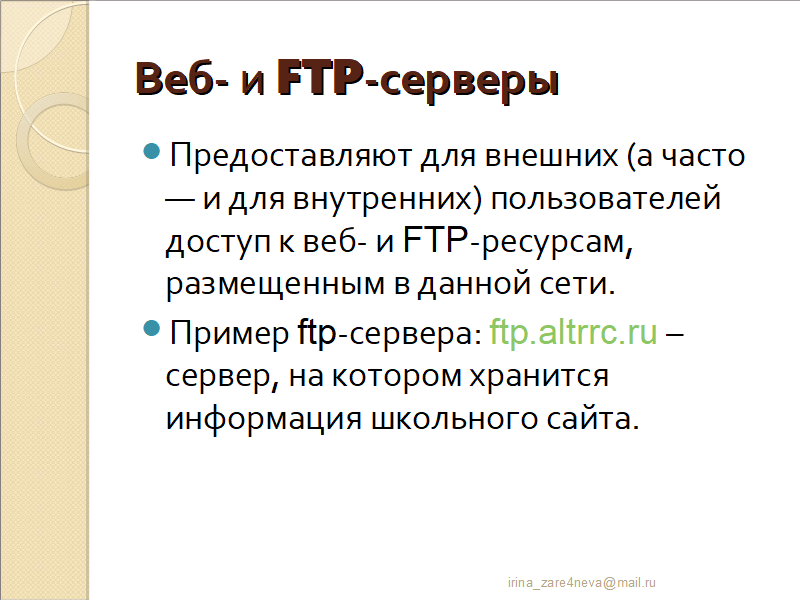 Веб- и FTP-серверы
Предоставляют для внешних (а часто
— и для внутренних) пользователей
доступ к веб- и FTP-ресурсам,
размещенным в данной сети.
Пример ftp-сервера: ftp.altrrc.ru –
сервер, на котором хранится
информация школьного сайта.
irina_zare4neva@mail.ru